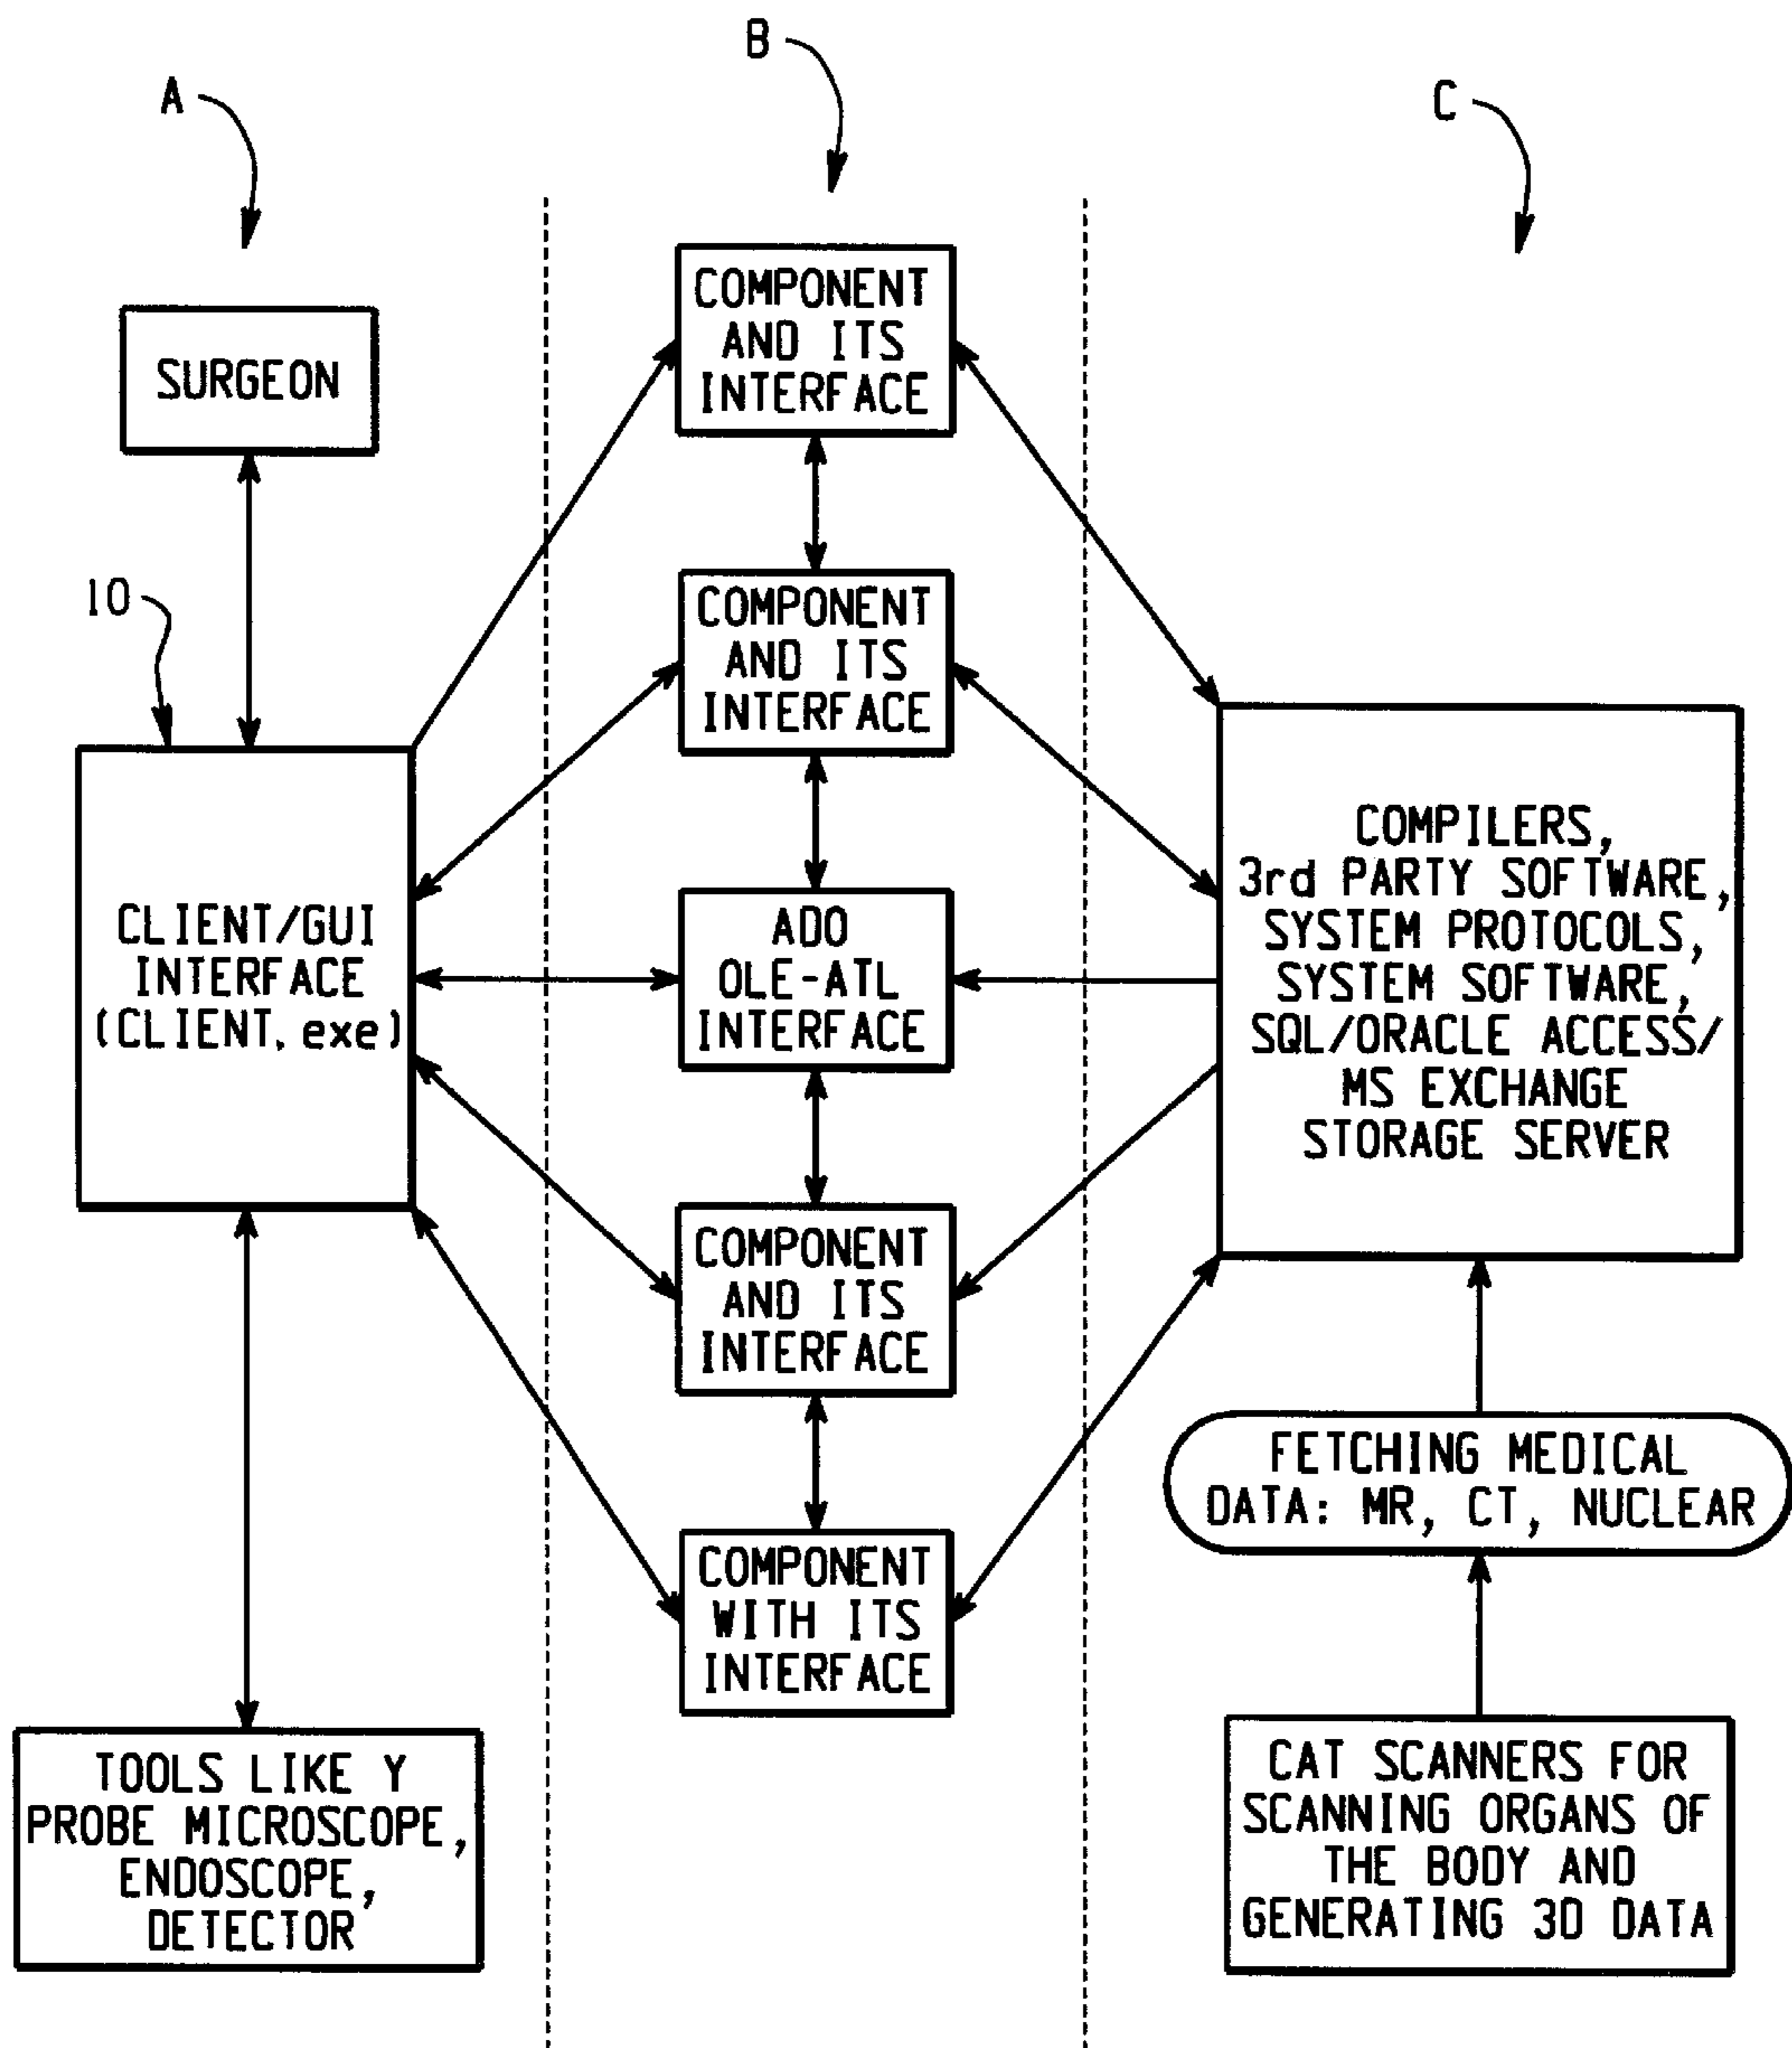 A
B
C
SURGEON
10
CLIENT/GUI
INTERFACE
(CLIENT.exe)
TOOLS LIKE Y
PROBE MICROSCOPE,
ENDOSCOPE,
DETECTOR
COMPONENT
AND ITS
INTERFACE
COMPONENT
AND ITS
INTERFACE
ADO
OLE-ATL
INTERFACE
COMPONENT
AND ITS
INTERFACE
COMPONENT
WITH ITS
INTERFACE
COMPILERS,
3rd PARTY SOFTWARE,
SYSTEM PROTOCOLS,
SYSTEM SOFTWARE,
SQL/ORACLE ACCESS/
MS EXCHANGE
STORAGE SERVER
FETCHING MEDICAL
DATA: MR, CT, NUCLEAR
CAT SCANNERS FOR
SCANNING ORGANS OF
THE BODY AND
GENERATING 3D DATA